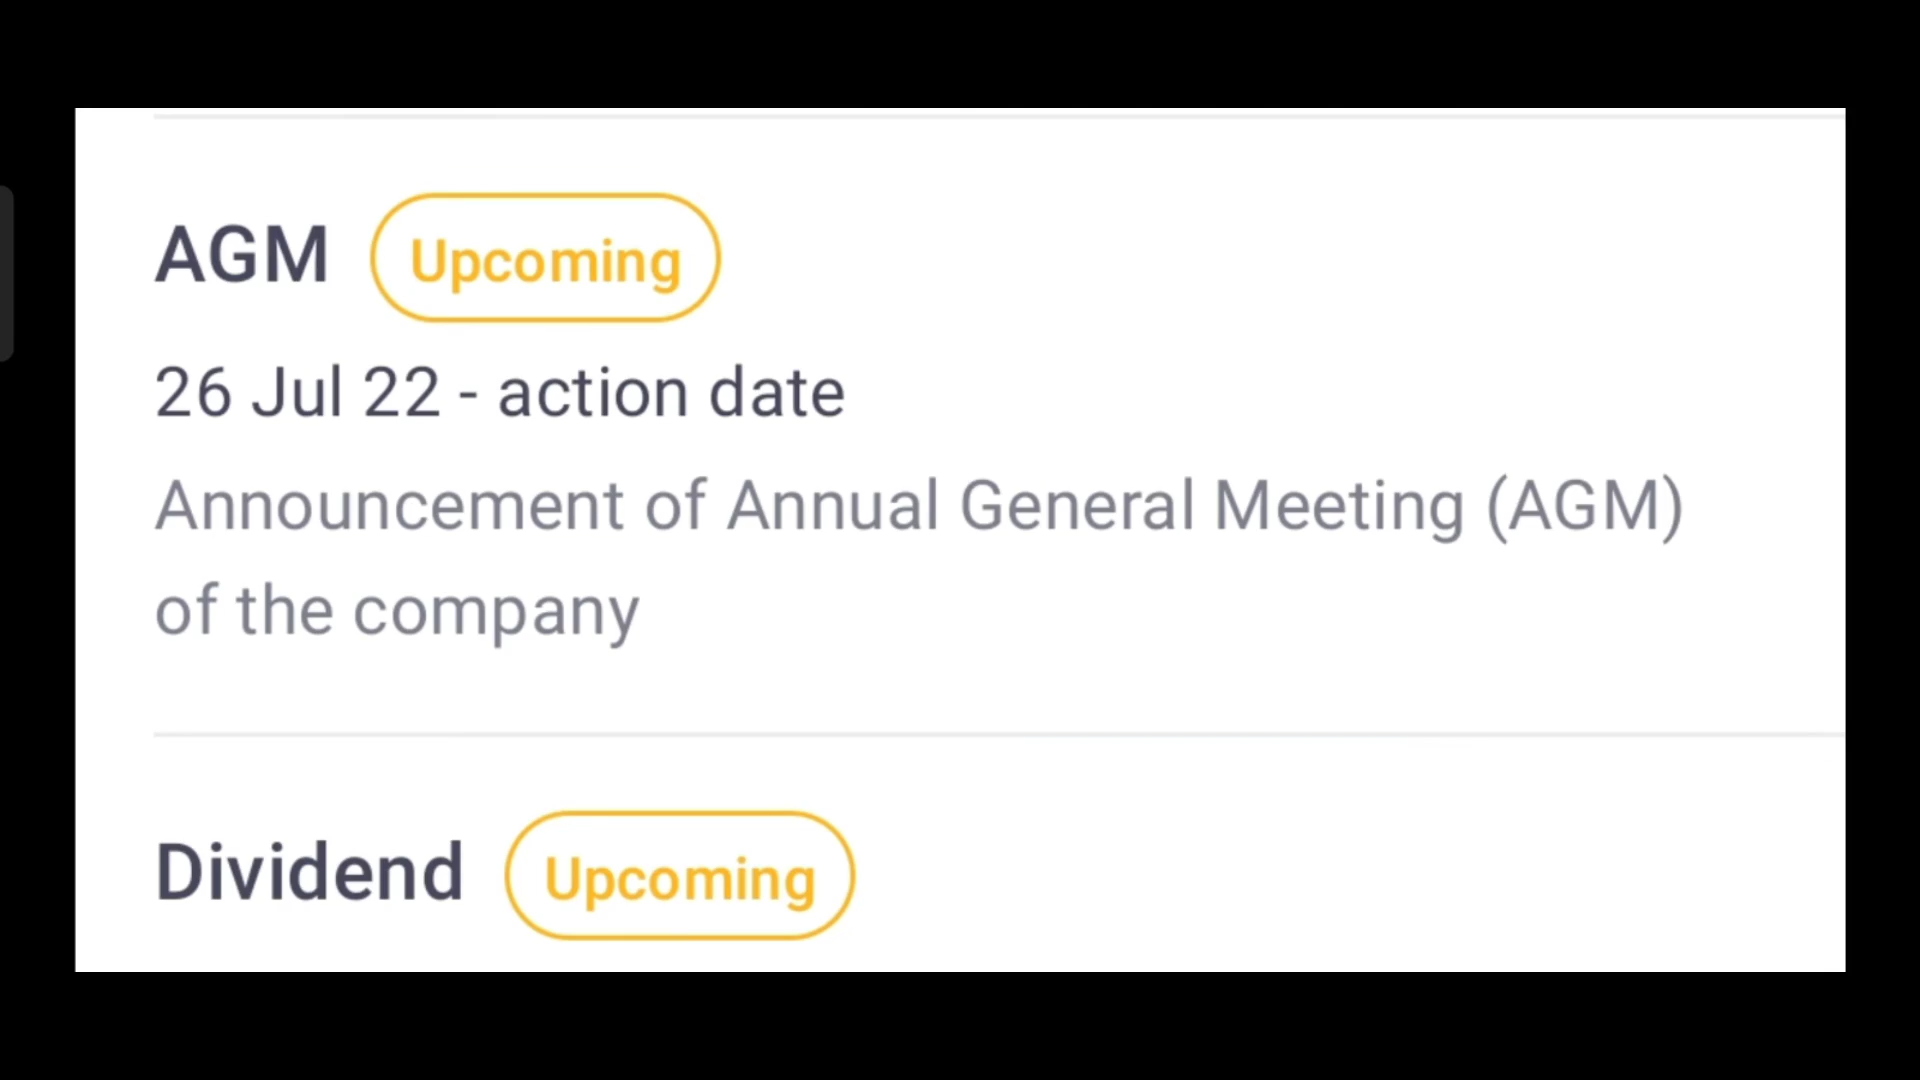 AGM Upcoming
26 Jul 22 - action date
Announcement of Annual General Meeting (AGM)
of the company
Dividend Upcoming